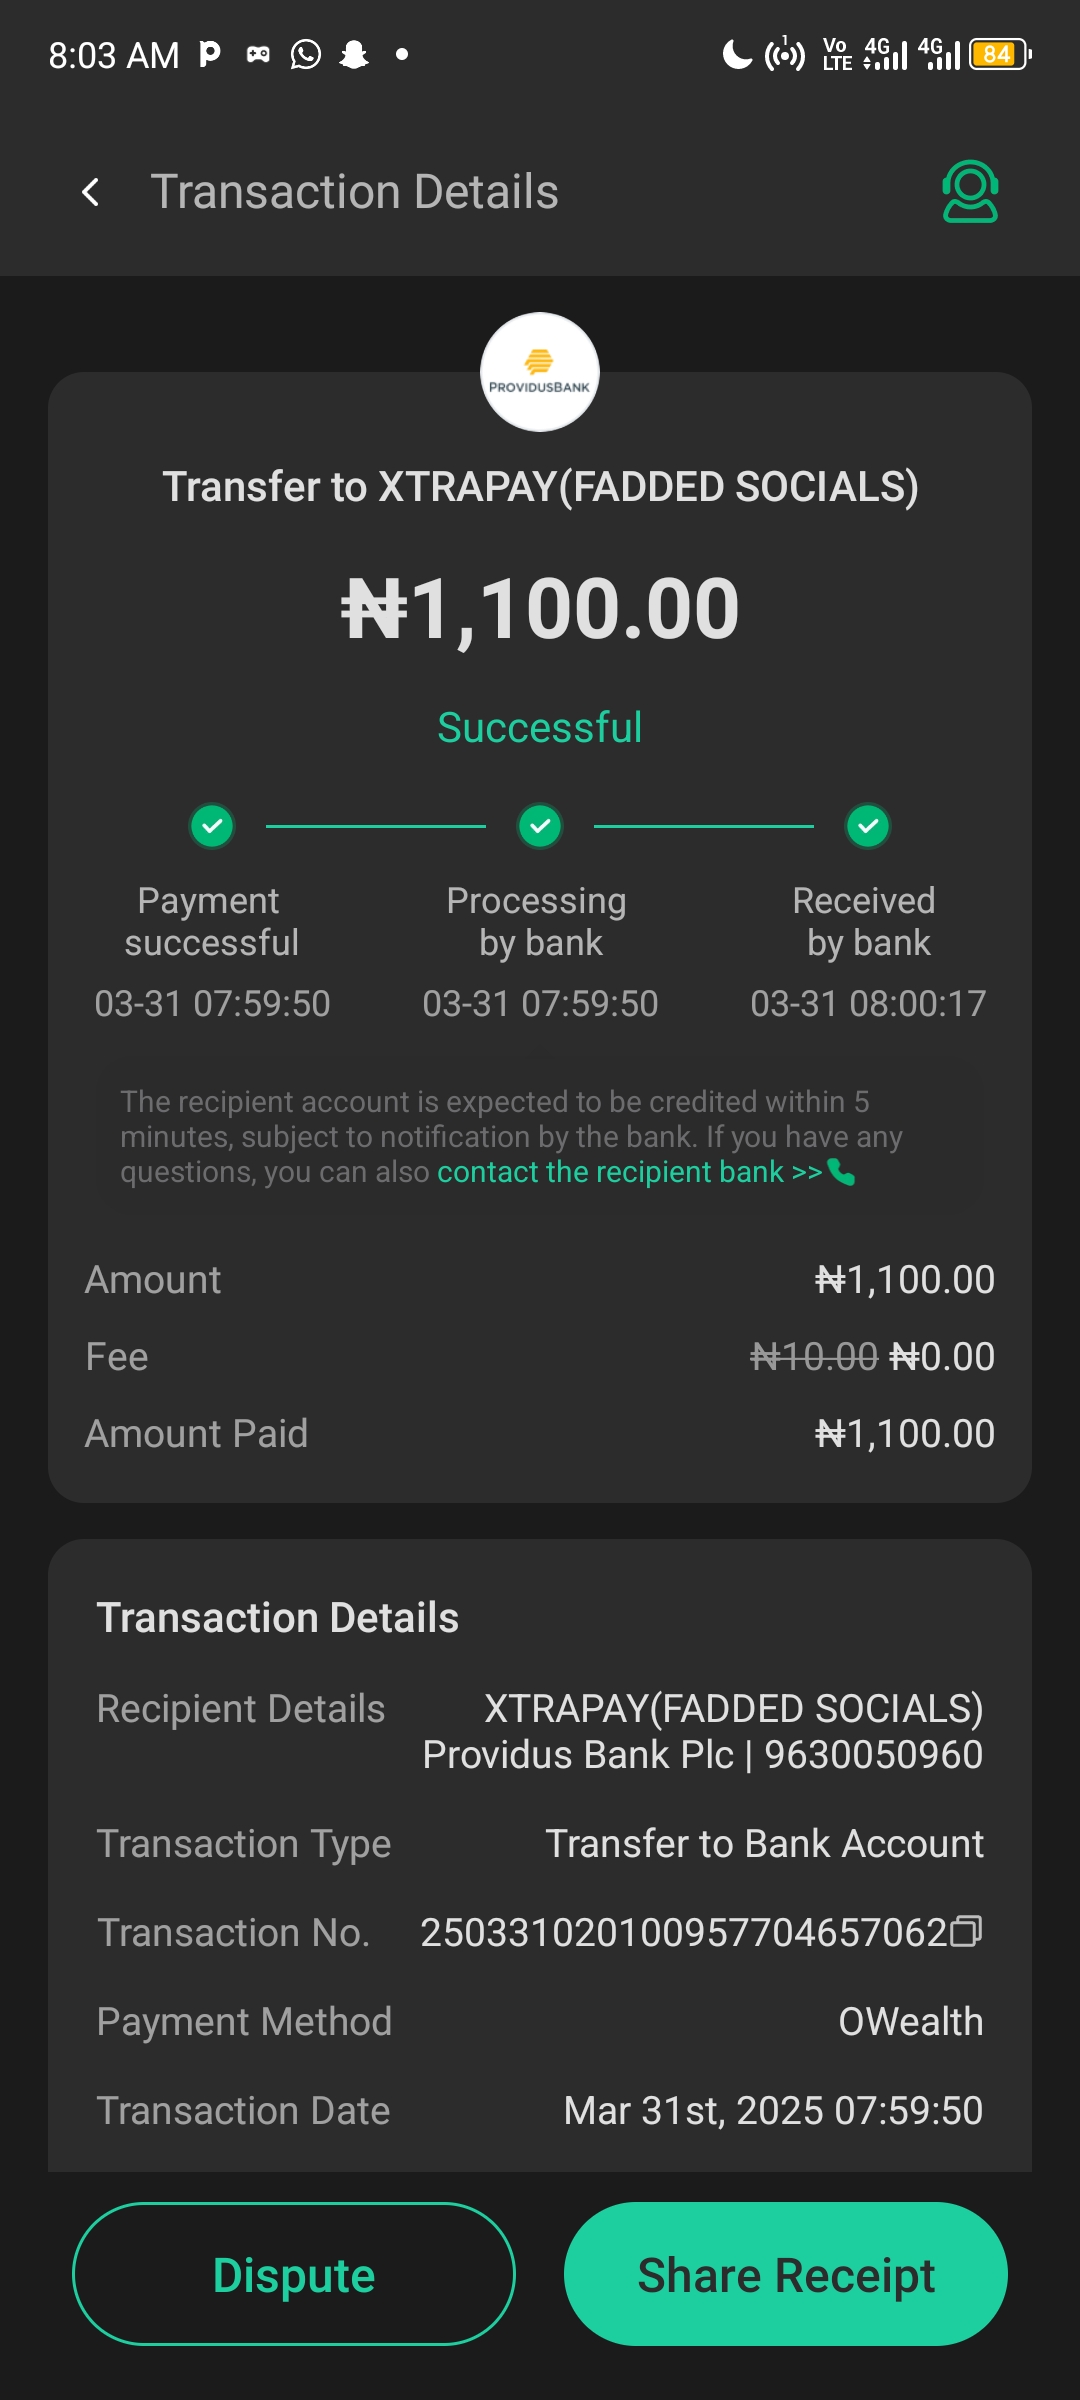 8:03 AM
1
Vo
LTE
4G
4G
84
Transaction Details
PROVIDUSBANK
Transfer to XTRAPAY(FADDED SOCIALS)
₦1,100.00
Successful
Payment
successful
03-31 07:59:50
Processing
by bank
03-31 07:59:50
Received
by bank
03-31 08:00:17
The recipient account is expected to be credited within 5
minutes, subject to notification by the bank. If you have any
questions, you can also contact the recipient bank >>
Amount ₦1,100.00
Fee ₦10.00 ₦0.00
Amount Paid ₦1,100.00
Transaction Details
Recipient Details XTRAPAY(FADDED SOCIALS)
Providus Bank Plc | 9630050960
Transaction Type Transfer to Bank Account
Transaction No. 250331020100957704657062
Payment Method OWealth
Transaction Date Mar 31st, 2025 07:59:50
Dispute
Share Receipt